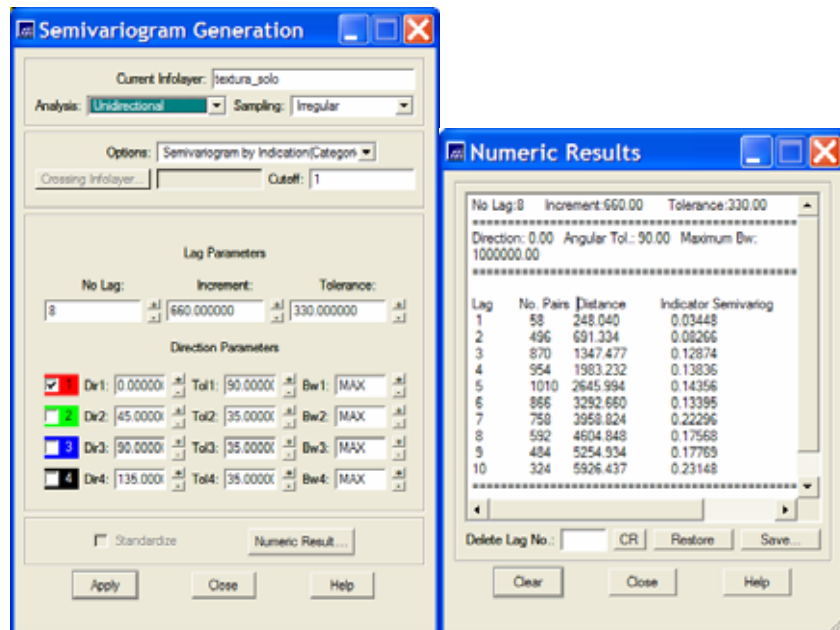 Semivariogram Generation
Current Infolayer: textura_solo
Analysis: Unidirectional Sampling: Irregular
Options: Semivariogram by Indication(Categori
Crossing Infolayer... Cutoff: 1
Lag Parameters
No Lag: Increment: Tolerance:
8 660.000000 330.000000
Direction Parameters
1 Dir1: 0.00000( Tol1: 90.0000( Bw1: MAX
2 Dir2: 45.0000( Tol2: 35.0000( Bw2: MAX
3 Dir3: 90.0000( Tol3: 35.0000( Bw3: MAX
4 Dir4: 135.000( Tol4: 35.0000( Bw4: MAX
Standardize Numeric Result....
Apply Close Help
Numeric Results
No Lag:8 Increment:660.00 Tolerance:330.00
Direction: 0.00 Angular Tol.: 90.00 Maximum Bw:
1000000.00
Lag No. Pairs Distance Indicator Semivariog
1 58 248.040 0.03448
2 496 691.334 0.08266
3 870 1347.477 0.12874
4 954 1983.232 0.13836
5 1010 2645.994 0.14356
6 866 3292.660 0.13395
7 758 3958.824 0.22296
8 592 4604.848 0.17568
9 484 5254.934 0.17769
10 324 5926.437 0.23148
Delete Lag No.: CR Restore Save...
Clear Close Help